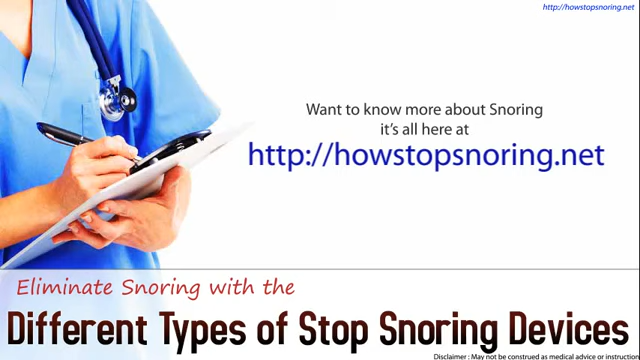 http://howstopsnoring.net
Want to know more about Snoring
it's all here at
http://howstopsnoring.net
Eliminate Snoring with the
Different Types of Stop Snoring Devices
Disclaimer : May not be construed as medical advice or instruction